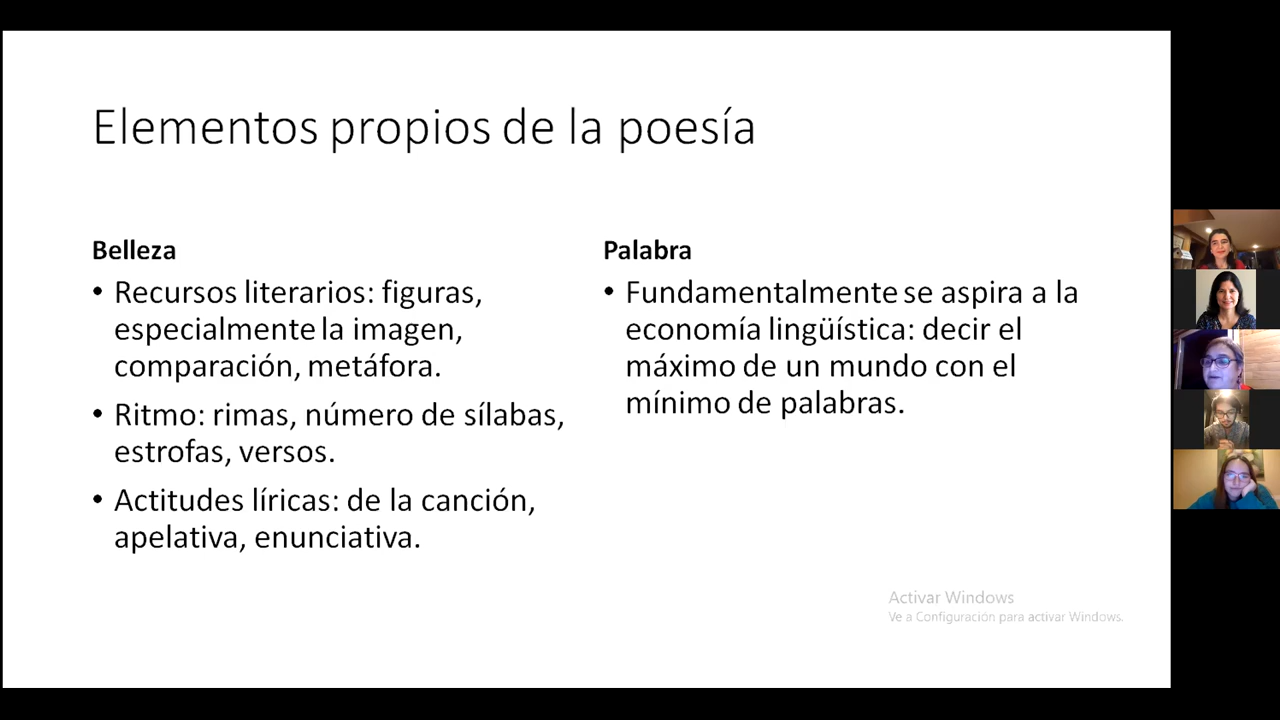 Elementos propios de la poesía
Belleza
• Recursos literarios: figuras,
especialmente la imagen,
comparación, metáfora.
• Ritmo: rimas, número de sílabas,
estrofas, versos.
• Actitudes líricas: de la canción,
apelativa, enunciativa.
Palabra
• Fundamentalmente se aspira a la
economía lingüística: decir el
máximo de un mundo con el
mínimo de palabras.
Activar Windows
Ve a Configuración para activar Windows.